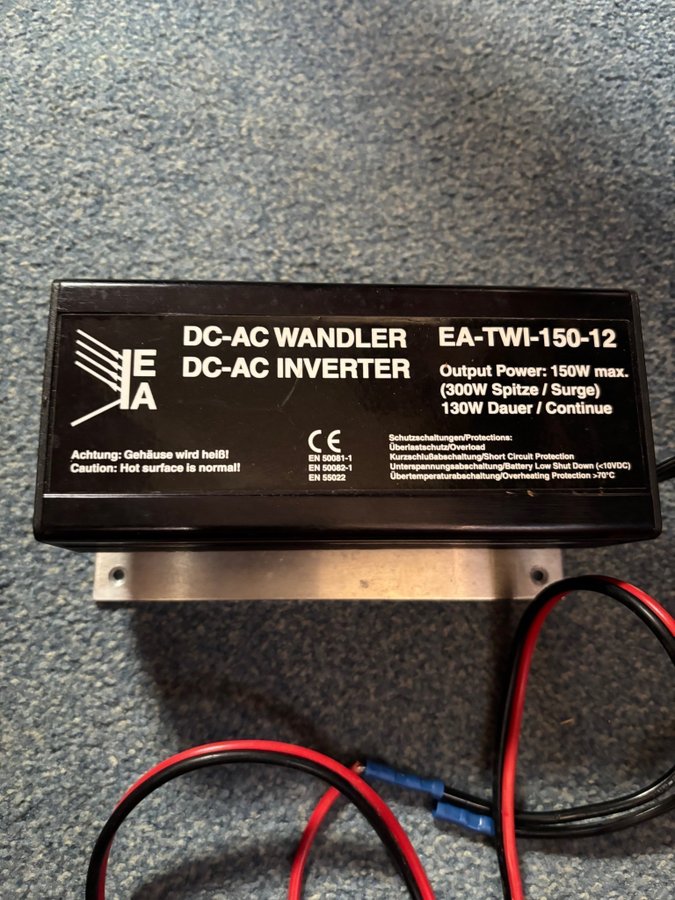 EA
DC-AC WANDLER
DC-AC INVERTER
EA-TWI-150-12
Output Power: 150W max.
(300W Spitze / Surge)
130W Dauer / Continue
Achtung: Gehäuse wird heiß!
Caution: Hot surface is normal!
CE
EN 50081-1
EN 50082-1
EN 55022
Schutzschaltungen/Protections:
Überlastschutz/Overload
Kurzschlußabschaltung/Short Circuit Protection
Unterspannungsabschaltung/Battery Low Shut Down (<10VDC)
Übertemperaturabschaltung/Overheating Protection >70°C